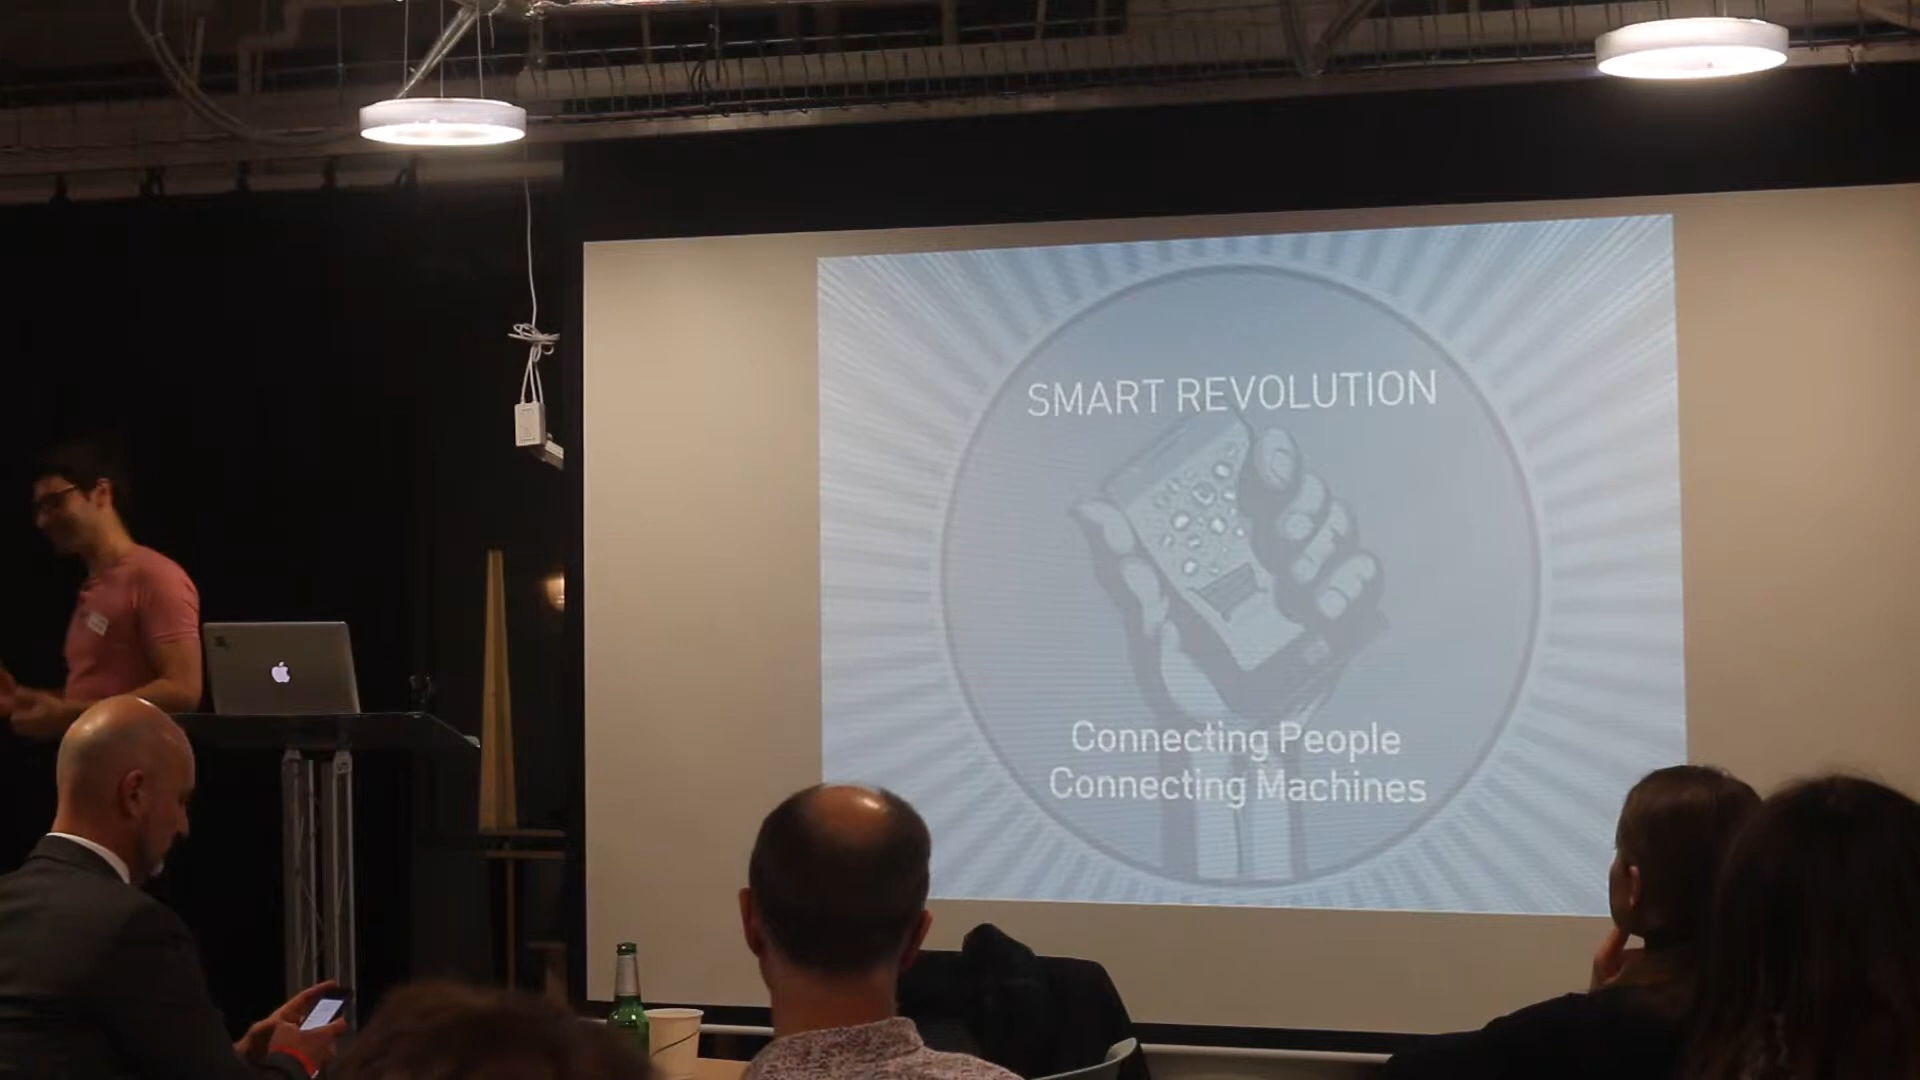 SMART REVOLUTION
Connecting People
Connecting Machines